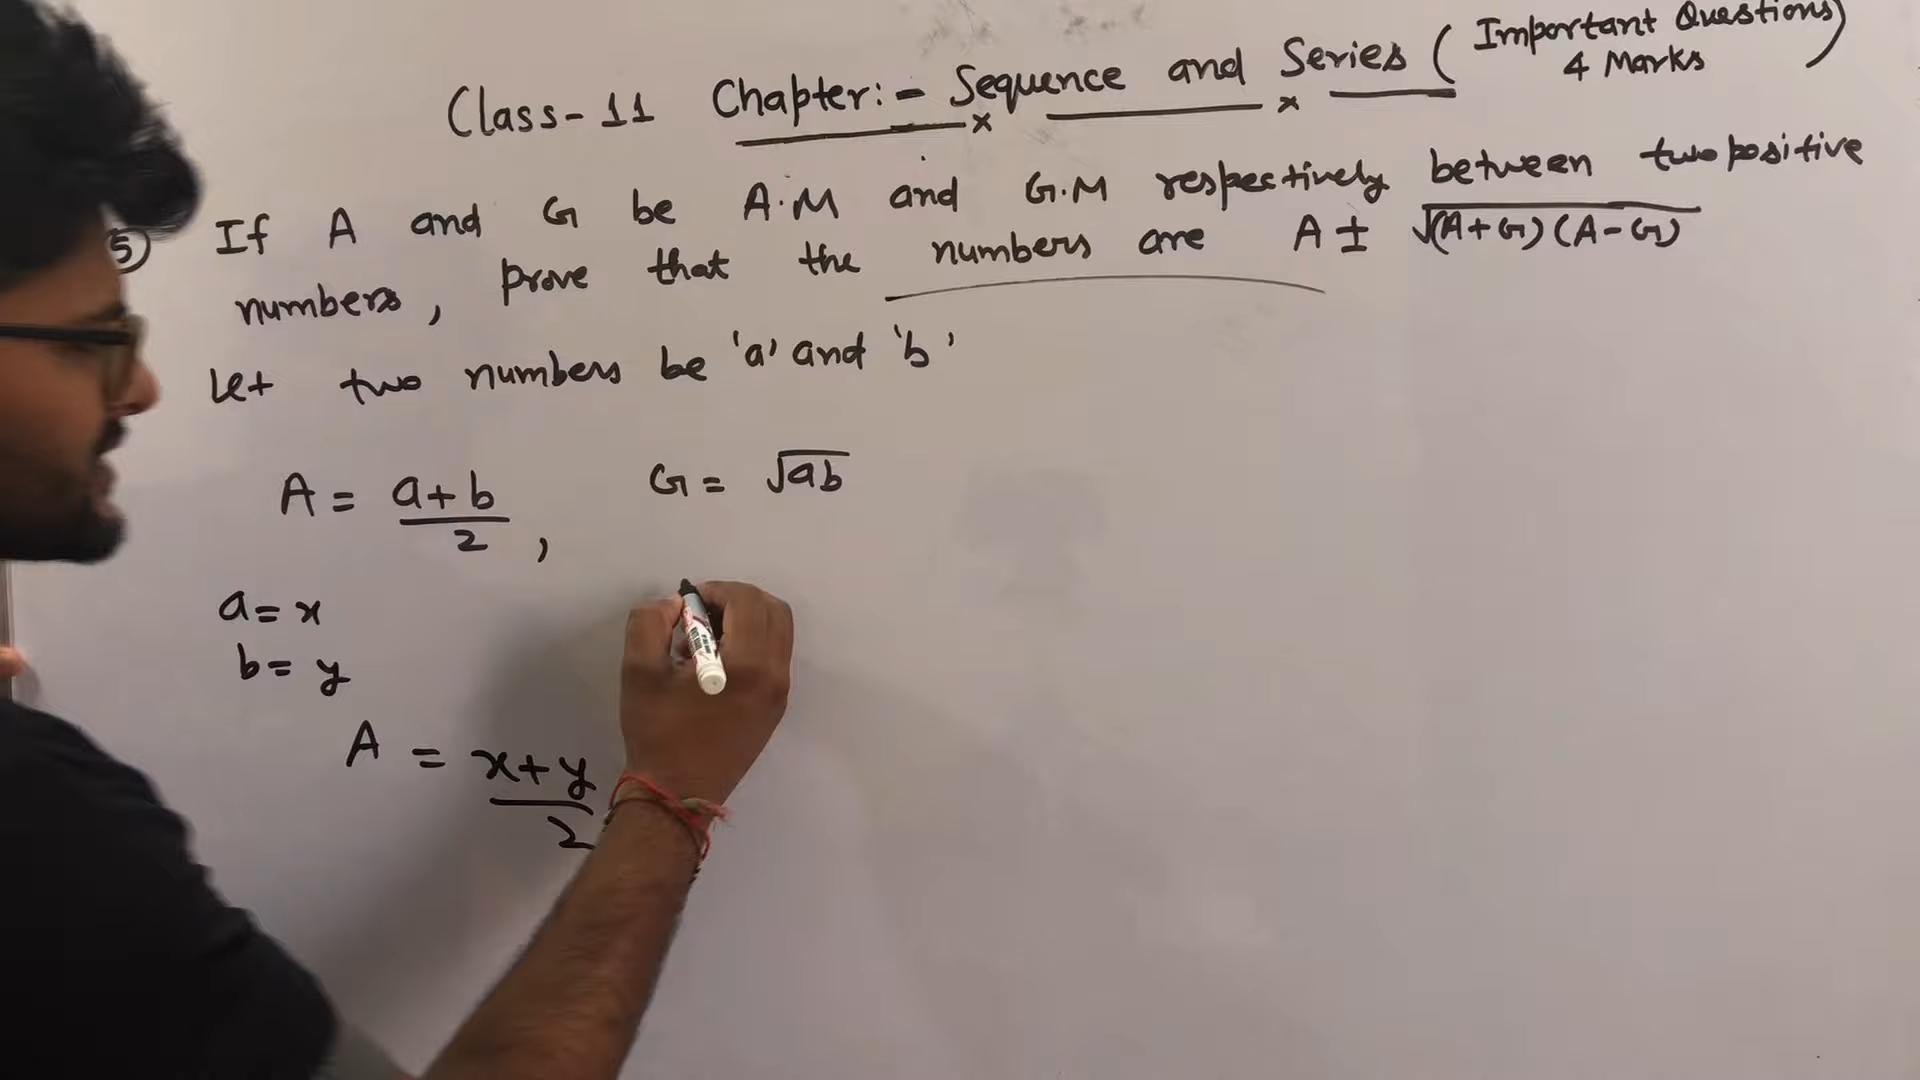 Class-11 Chapter:- Sequence and Series (Important Questions)
4 Marks
5 If A and G be A.M and G.M respectively between two positive
numbers, prove that the numbers are A ± √(A+G)(A-G)
Let two numbers be 'a' and 'b'
A = a+b/2, G = √ab
a = x
b = y
A = x+y/2